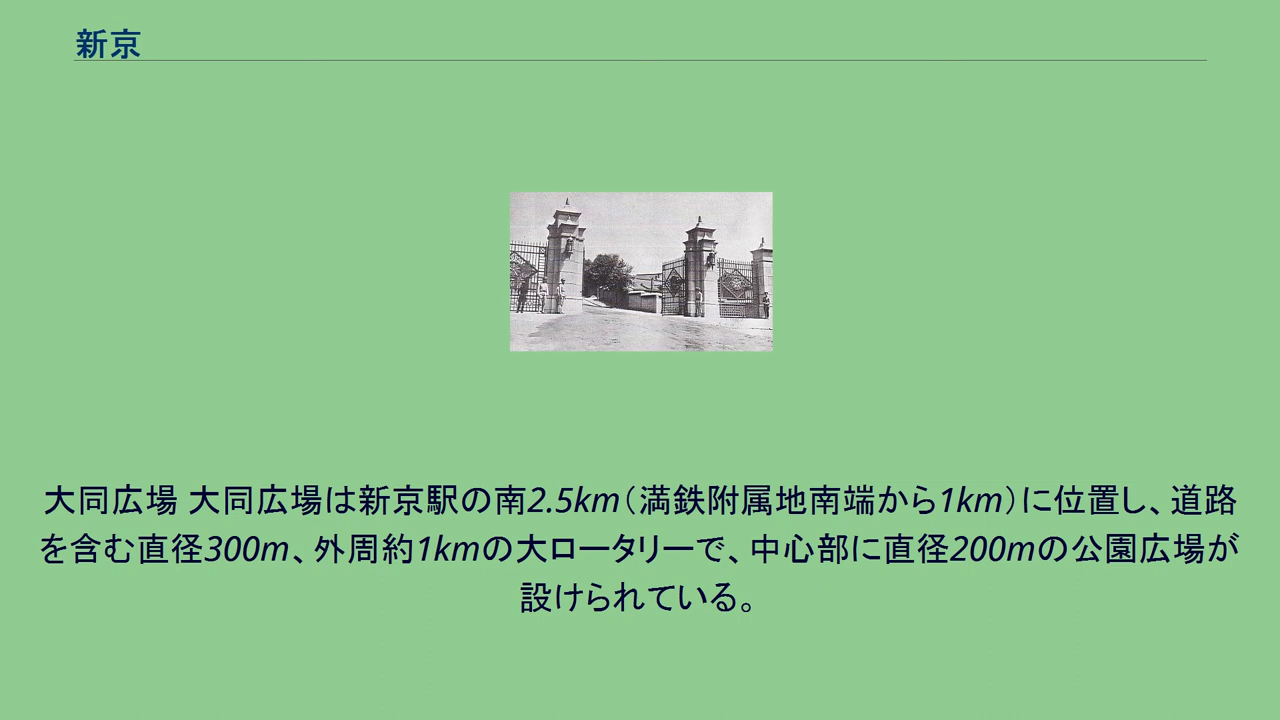 新京
大同広場 大同広場は新京駅の南2.5km（満鉄附属地南端から1km）に位置し、道路
を含む直径300m、外周約1kmの大ロータリーで、中心部に直径200mの公園広場が
設けられている。